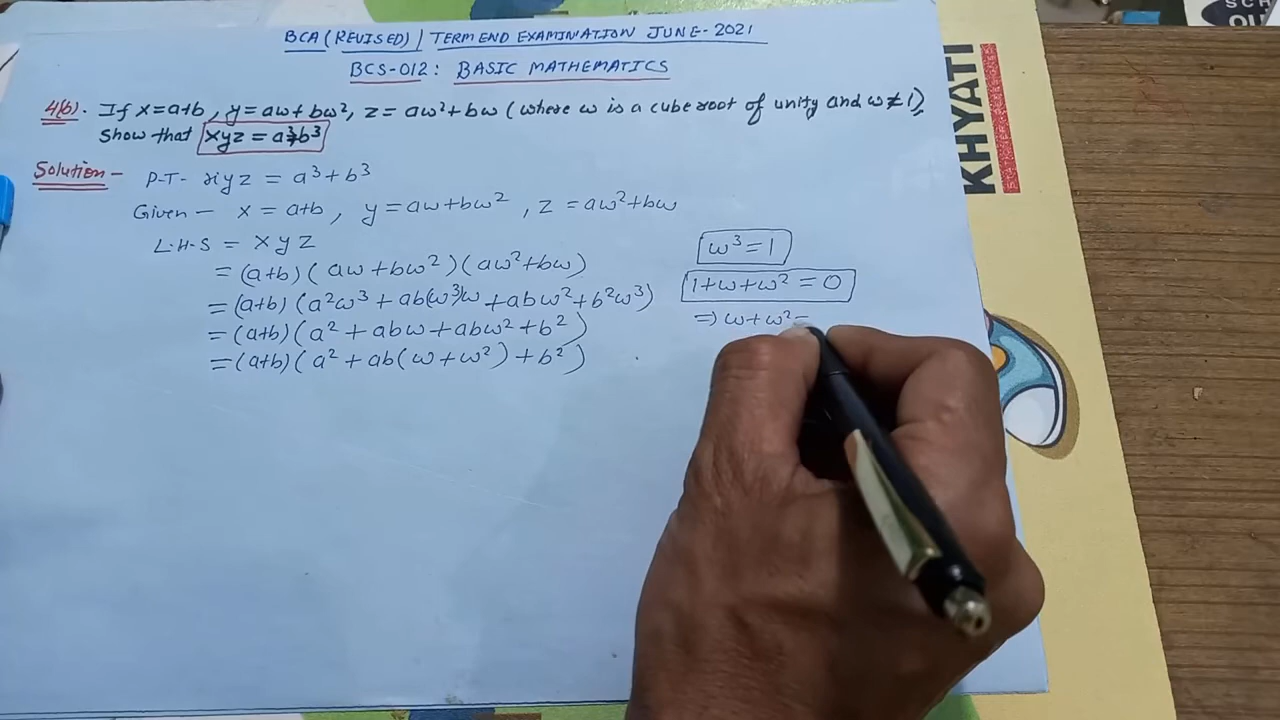 BCA (REVISED) / TERM END EXAMINATION JUNE-2021
BCS-012: BASIC MATHEMATICS
4(b). If x=a+b, y=aω+bω², z=aω²+bω (where ω is a cube root of unity and ω≠1),
show that xyz = a³+b³
Solution-
P.T- xyz = a³+b³
Given- x = a+b, y=aω+bω², z=aω²+bω
L.H.S = xyz
= (a+b)(aω+bω²)(aω²+bω)
= (a+b)(a²ω³ + ab(ω³)ω + abω² + b²ω³)
= (a+b)(a² + abω + abω² + b²)
= (a+b)(a² + ab(ω+ω²) + b²)
ω³=1
1+ω+ω² = 0
⇒ ω+ω²=
KHYATI
SCH